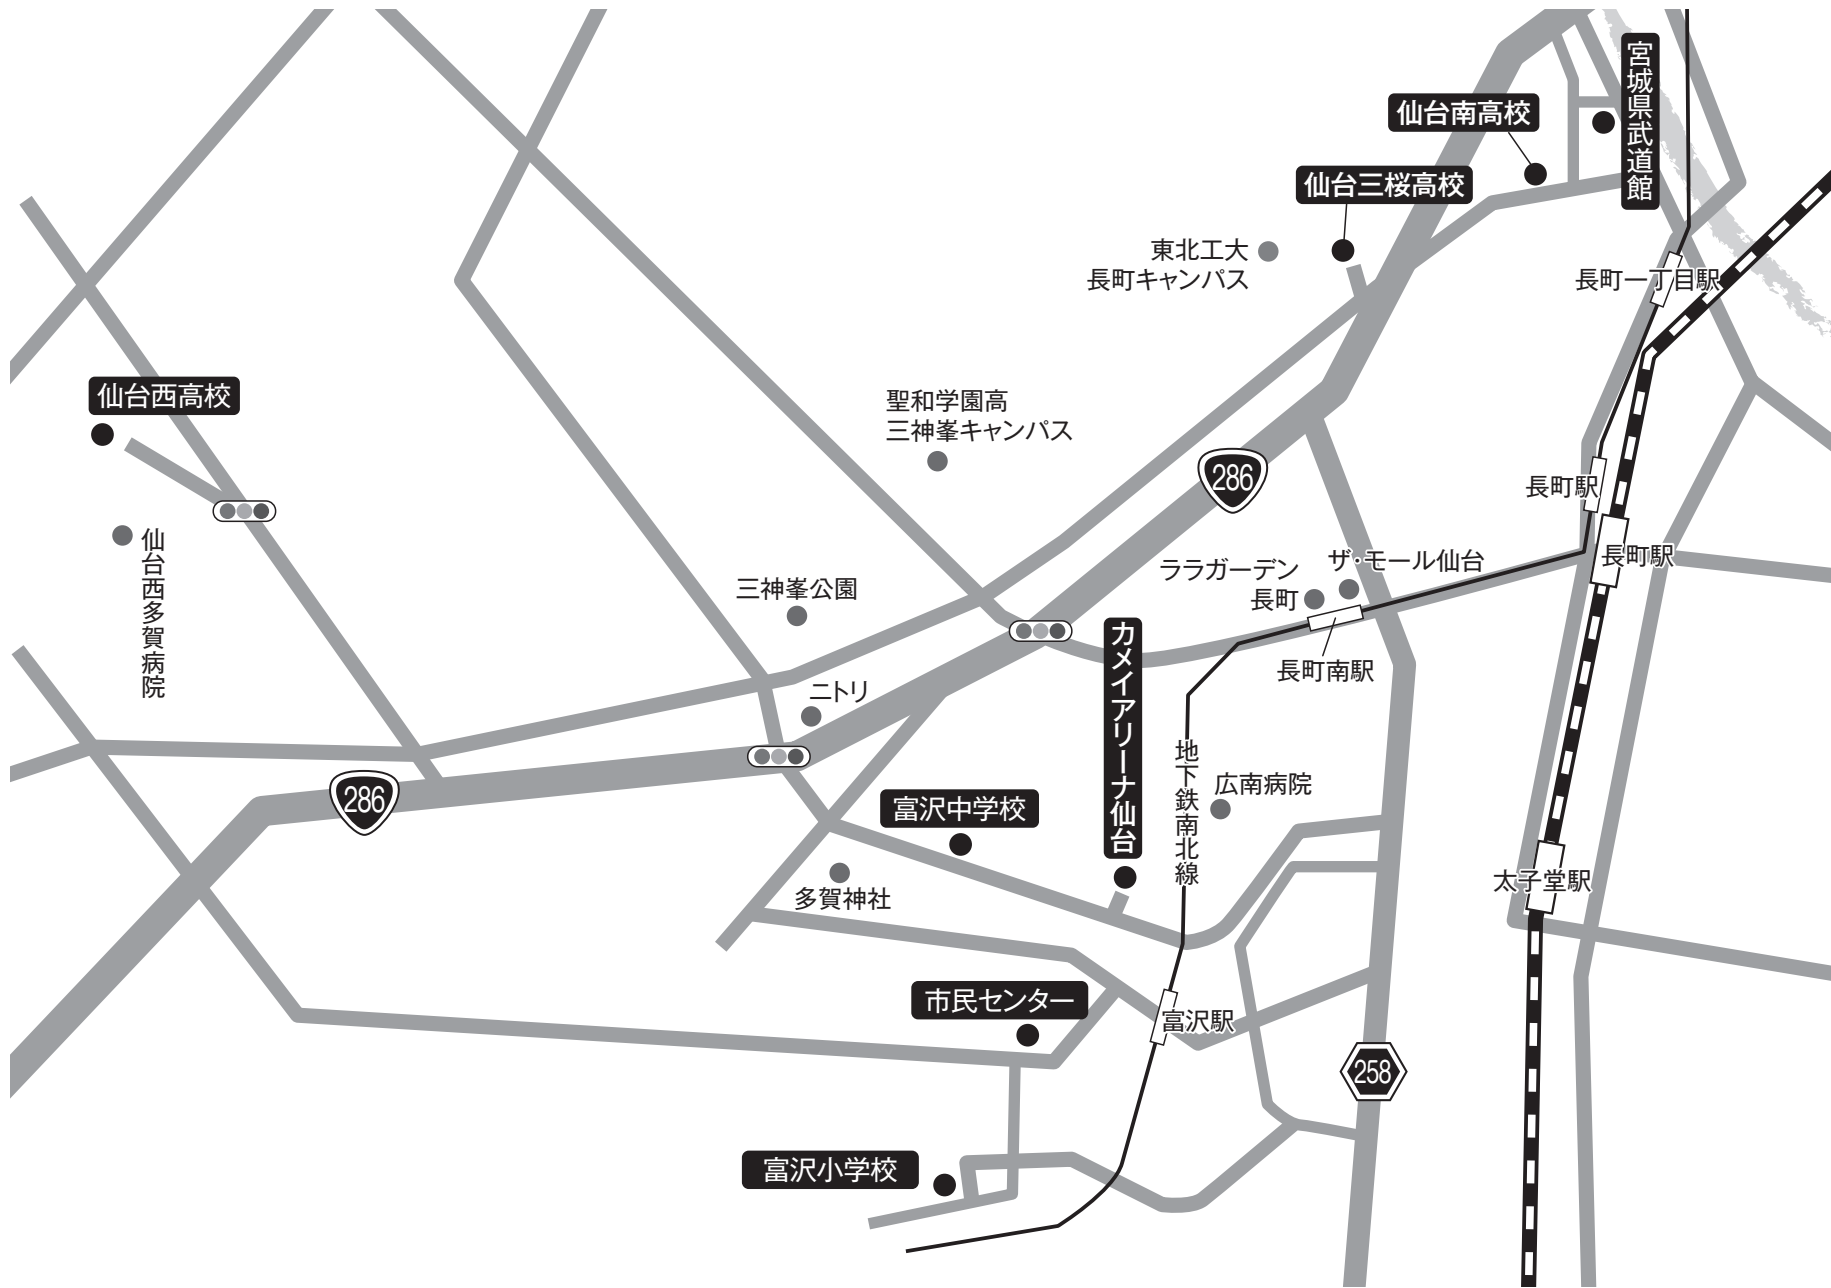 宮城県武道館
仙台南高校
仙台三桜高校
東北工大
長町キャンパス
長町一丁目駅
仙台西高校
聖和学園高
三神峯キャンパス
286
長町駅
仙台西多賀病院
長町駅
ザ・モール仙台
ララガーデン
長町
三神峯公園
カメイアリーナ仙台
長町南駅
ニトリ
地下鉄南北線
広南病院
286
富沢中学校
太子堂駅
多賀神社
市民センター
富沢駅
258
富沢小学校